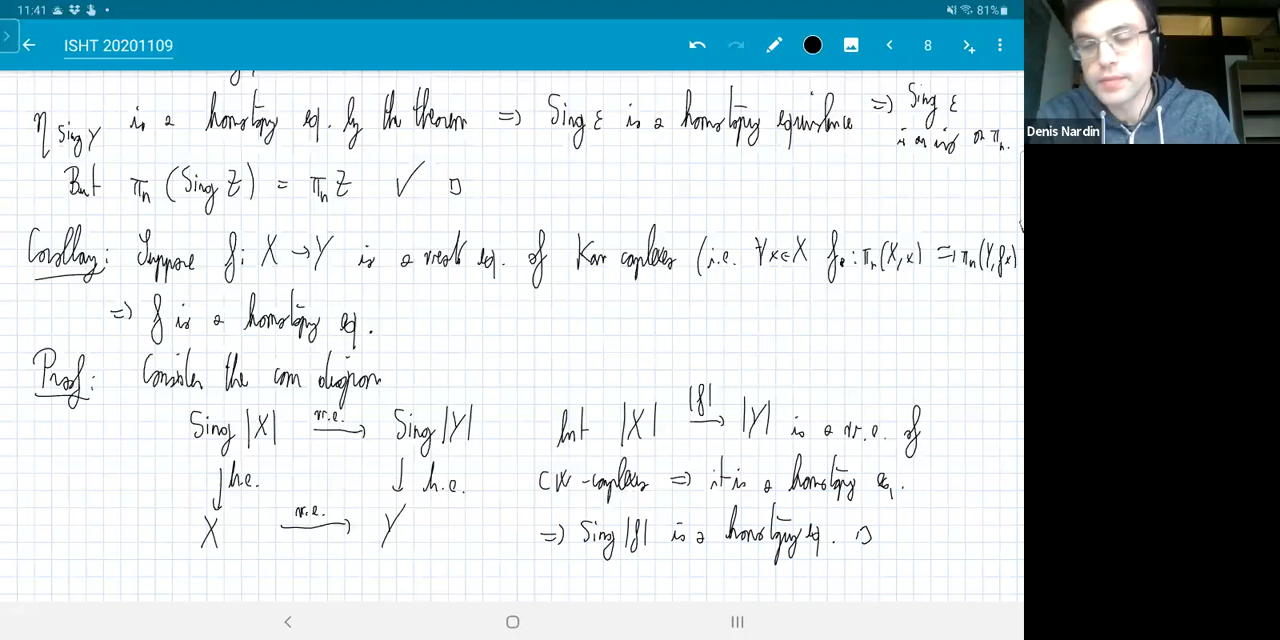 11:41 81%
ISHT 20201109 8
Denis Nardin
η_{Sing Y} is a homotopy eq. by the theorem ⇒ Sing ε is a homotopy equivalence ⇒ Sing ε is an iso on π_n.
But π_n (Sing Z) = π_n Z ✓ □
Corollary: Suppose f: X → Y is a weak eq. of Kan complexes (i.e. ∀x∈X f_*: π_n(X,x) ⥲ π_n(Y,fx)
⇒ f is a homotopy eq.
Proof: Consider the com diagram
Sing |X| w.e. → Sing |Y| but |X| |f| → |Y| is a w.e. of
↓ h.e. ↓ h.e. CW-complexes ⇒ it is a homotopy eq.
X w.e. → Y ⇒ Sing |f| is a homotopy eq. □